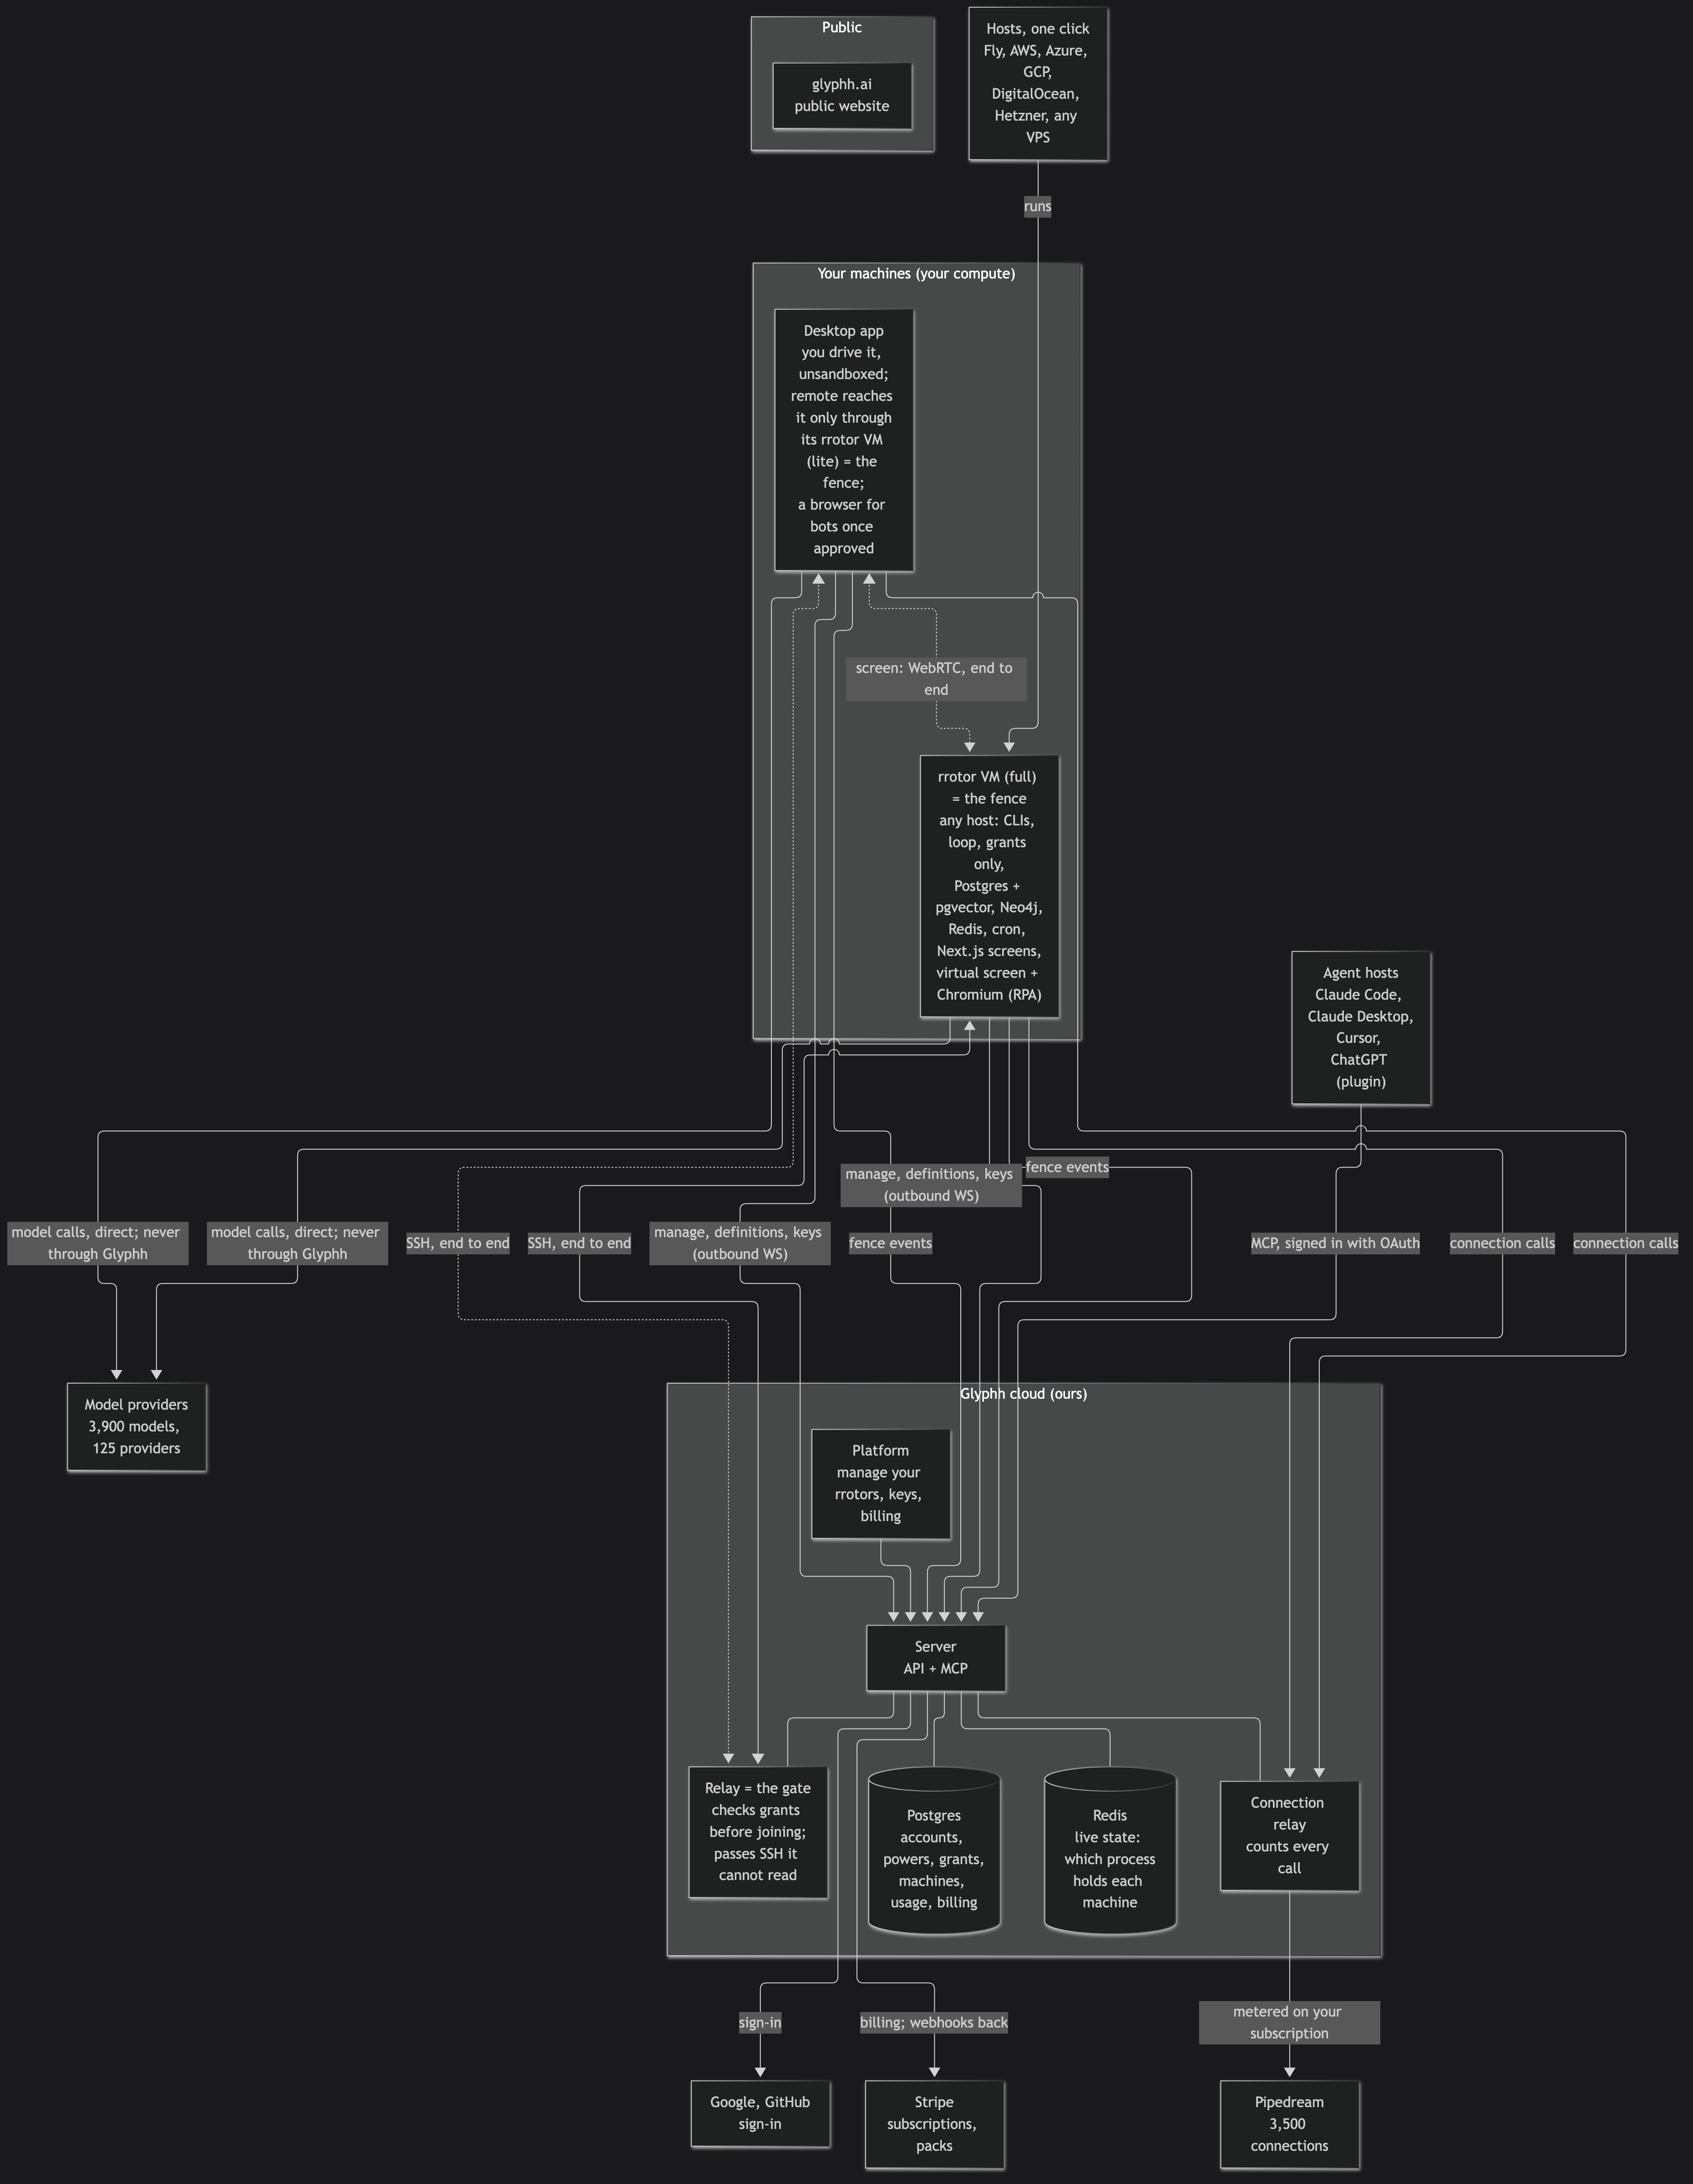 Public
glyphh.ai
public website
Hosts, one click
Fly, AWS, Azure,
GCP,
DigitalOcean,
Hetzner, any
VPS
runs
Your machines (your compute)
Desktop app
you drive it,
unsandboxed;
remote reaches
it only through
its rrotor VM
(lite) = the
fence;
a browser for
bots once
approved
screen: WebRTC, end to
end
rrotor VM (full)
= the fence
any host: CLIs,
loop, grants
only,
Postgres +
pgvector, Neo4j,
Redis, cron,
Next.js screens,
virtual screen +
Chromium (RPA)
Agent hosts
Claude Code,
Claude Desktop,
Cursor,
ChatGPT
(plugin)
manage, definitions, keys
(outbound WS)
fence events
model calls, direct; never
through Glyphh
model calls, direct; never
through Glyphh
SSH, end to end
SSH, end to end
manage, definitions, keys
(outbound WS)
fence events
MCP, signed in with OAuth
connection calls
connection calls
Model providers
3,900 models,
125 providers
Glyphh cloud (ours)
Platform
manage your
rrotors, keys,
billing
Server
API + MCP
Relay = the gate
checks grants
before joining;
passes SSH it
cannot read
Postgres
accounts,
powers, grants,
machines,
usage, billing
Redis
live state:
which process
holds each
machine
Connection
relay
counts every
call
sign-in
billing; webhooks back
metered on your
subscription
Google, GitHub
sign-in
Stripe
subscriptions,
packs
Pipedream
3,500
connections